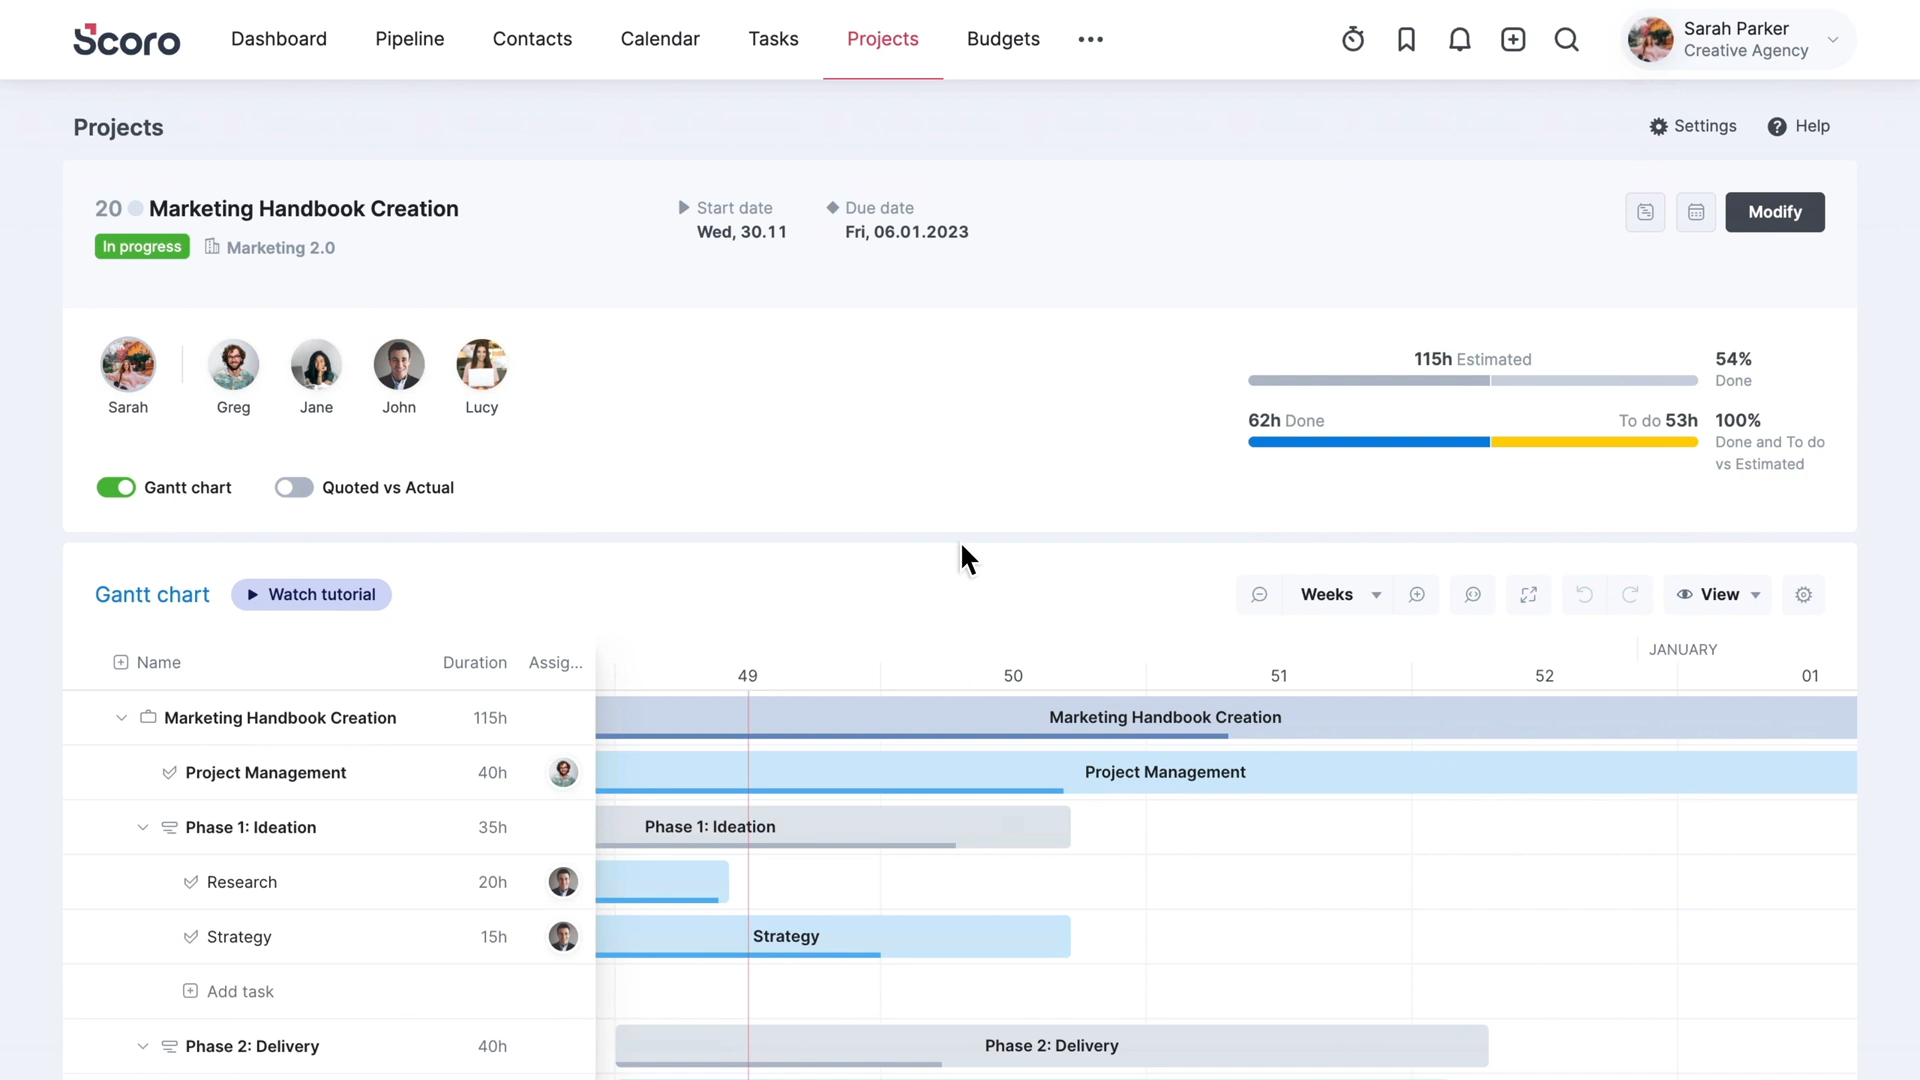 Scoro
Dashboard
Pipeline
Contacts
Calendar
Tasks
Projects
Budgets
Sarah Parker
Creative Agency
Projects
Settings
Help
20 Marketing Handbook Creation
In progress
Marketing 2.0
Start date
Wed, 30.11
Due date
Fri, 06.01.2023
Modify
Sarah
Greg
Jane
John
Lucy
115h Estimated
54%
Done
62h Done
To do 53h
100%
Done and To do
vs Estimated
Gantt chart
Quoted vs Actual
Gantt chart
Watch tutorial
Weeks
View
Name
Duration
Assig...
JANUARY
49
50
51
52
01
Marketing Handbook Creation
115h
Marketing Handbook Creation
Project Management
40h
Project Management
Phase 1: Ideation
35h
Phase 1: Ideation
Research
20h
Strategy
15h
Strategy
Add task
Phase 2: Delivery
40h
Phase 2: Delivery